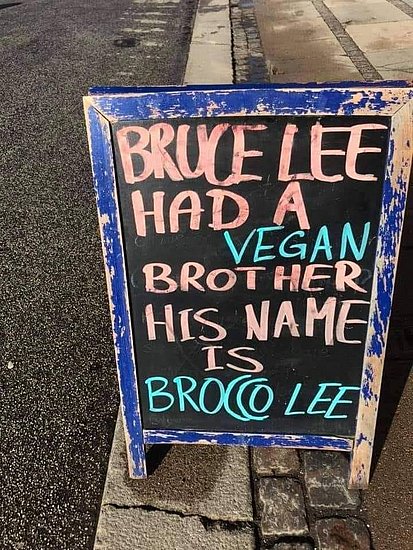 BRUCE LEE
HAD A
VEGAN
BROTHER
HIS NAME
IS
BROCCO LEE